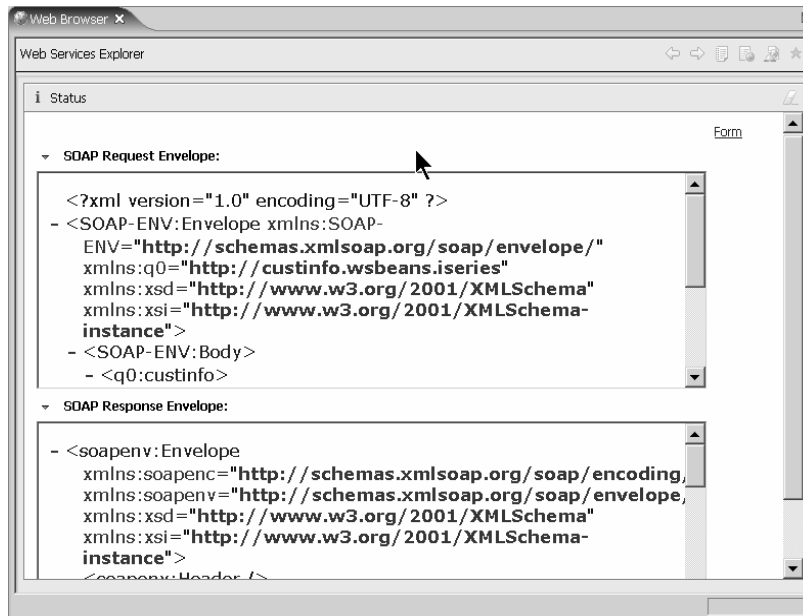 Web Browser
Web Services Explorer
i Status
Form
SOAP Request Envelope:
<?xml version="1.0" encoding="UTF-8" ?>
- <SOAP-ENV:Envelope xmlns:SOAP-
ENV="http://schemas.xmlsoap.org/soap/envelope/"
xmlns:q0="http://custinfo.wsbeans.iseries"
xmlns:xsd="http://www.w3.org/2001/XMLSchema"
xmlns:xsi="http://www.w3.org/2001/XMLSchema-
instance">
- <SOAP-ENV:Body>
- <q0:custinfo>
SOAP Response Envelope:
- <soapenv:Envelope
xmlns:soapenc="http://schemas.xmlsoap.org/soap/encoding/
xmlns:soapenv="http://schemas.xmlsoap.org/soap/envelope/
xmlns:xsd="http://www.w3.org/2001/XMLSchema"
xmlns:xsi="http://www.w3.org/2001/XMLSchema-
instance">
<soapenv:Header />